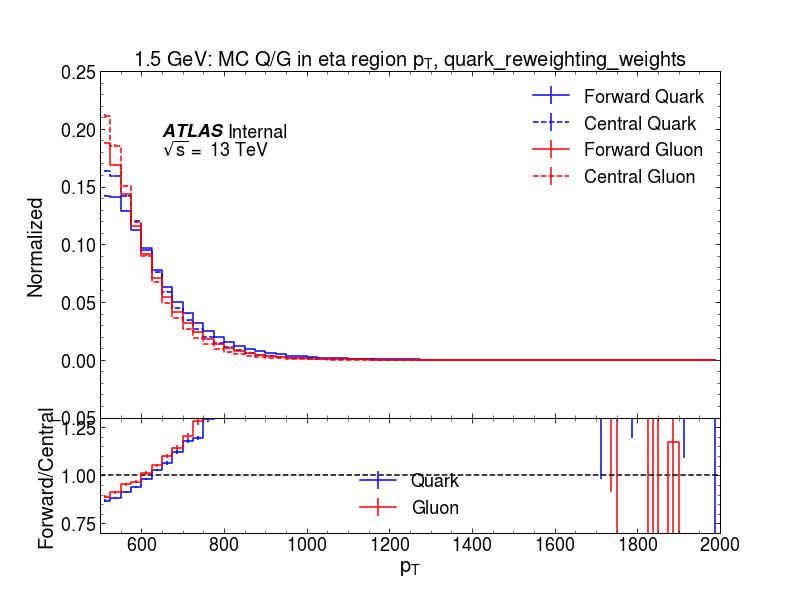 1.5 GeV: MC Q/G in eta region pT, quark_reweighting_weights
0.25
0.20
0.15
0.10
0.05
0.00
0.05
Normalized
ATLAS Internal
√s = 13 TeV
Forward Quark
Central Quark
Forward Gluon
Central Gluon
1.25
1.00
0.75
Forward/Central
Quark
Gluon
600 800 1000 1200 1400 1600 1800 2000
pT